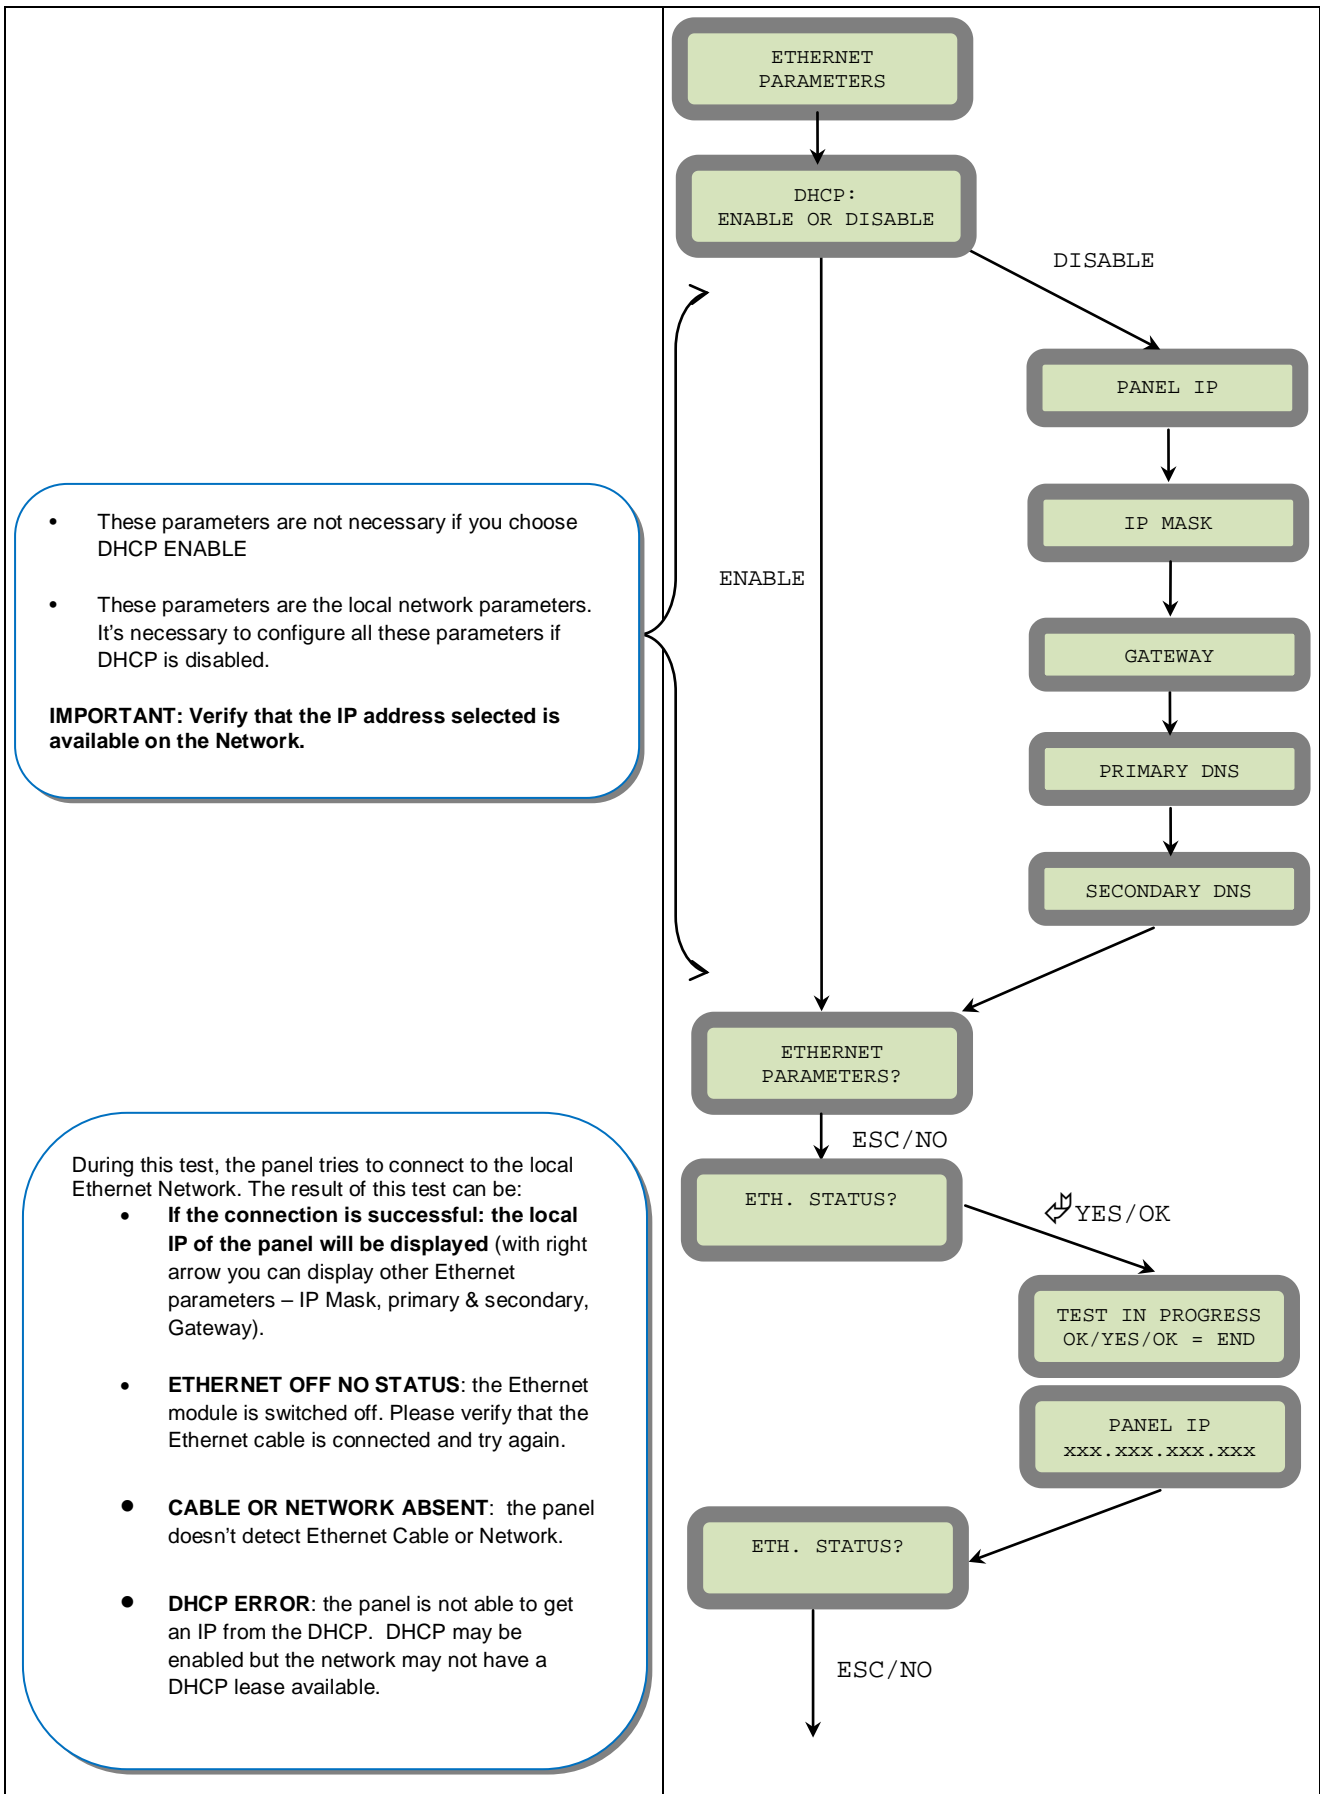 ETHERNET
PARAMETERS
DHCP:
ENABLE OR DISABLE
DISABLE
PANEL IP
IP MASK
ENABLE
GATEWAY
PRIMARY DNS
SECONDARY DNS
• These parameters are not necessary if you choose
DHCP ENABLE
• These parameters are the local network parameters.
It's necessary to configure all these parameters if
DHCP is disabled.
IMPORTANT: Verify that the IP address selected is
available on the Network.
ETHERNET
PARAMETERS?
ESC/NO
ETH. STATUS?
YES/OK
TEST IN PROGRESS
OK/YES/OK = END
PANEL IP
xxx.xxx.xxx.xxx
ETH. STATUS?
ESC/NO
During this test, the panel tries to connect to the local
Ethernet Network. The result of this test can be:
• If the connection is successful: the local
IP of the panel will be displayed (with right
arrow you can display other Ethernet
parameters – IP Mask, primary & secondary,
Gateway).
• ETHERNET OFF NO STATUS: the Ethernet
module is switched off. Please verify that the
Ethernet cable is connected and try again.
• CABLE OR NETWORK ABSENT: the panel
doesn't detect Ethernet Cable or Network.
• DHCP ERROR: the panel is not able to get
an IP from the DHCP. DHCP may be
enabled but the network may not have a
DHCP lease available.